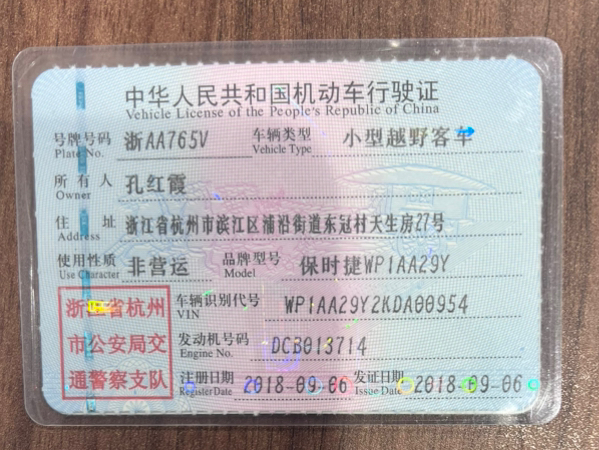 中华人民共和国机动车行驶证
Vehicle License of the People's Republic of China
号牌号码 浙AA765V 车辆类型 小型越野客车
Plate No. Vehicle Type
所有人 孔红霞
Owner
住址 浙江省杭州市滨江区浦沿街道东冠村天生房27号
Address
使用性质 非营运 品牌型号 保时捷WP1AA29Y
Use Character Model
浙江省杭州 车辆识别代号 WP1AA29Y2KDA00954
VIN
市公安局交 发动机号码 DCB013714
Engine No.
通警察支队 注册日期 2018-09-06 发证日期 2018-09-06
Register Date Issue Date